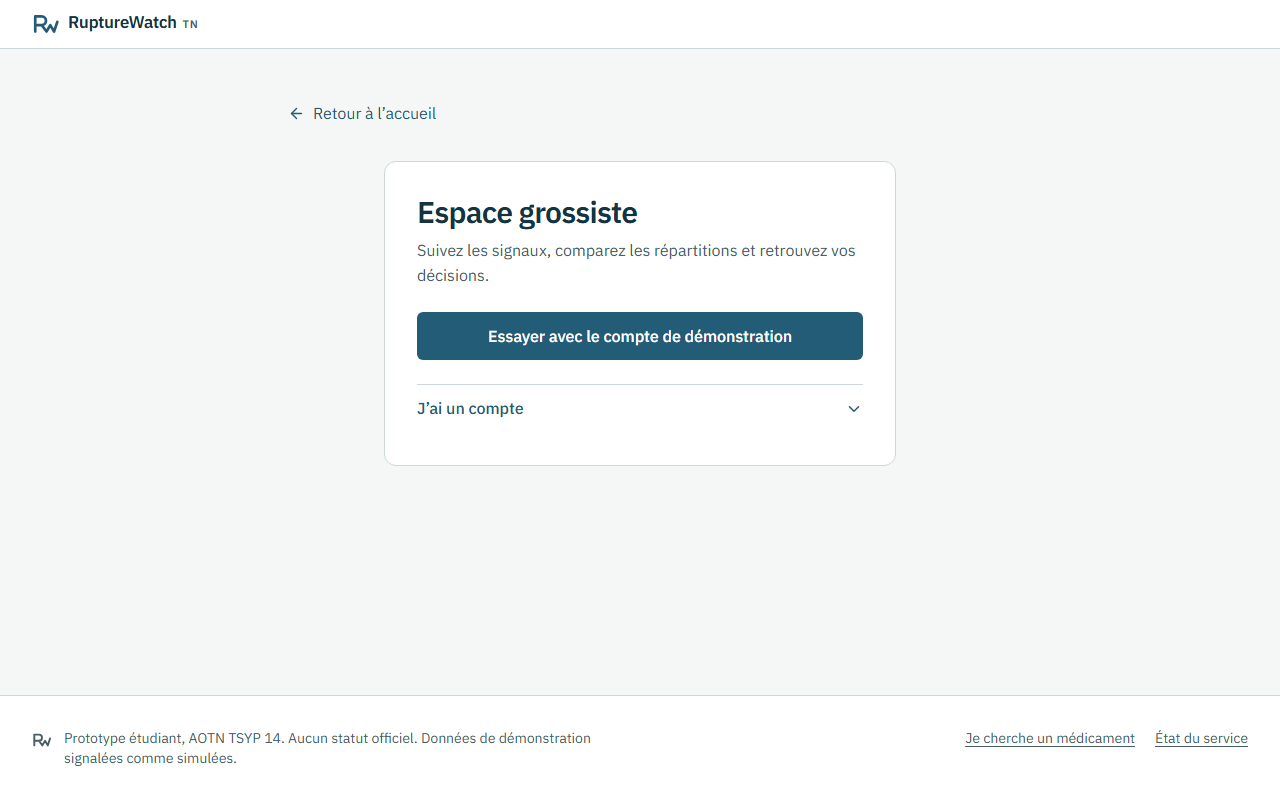 RW RuptureWatch TN
← Retour à l’accueil
Espace grossiste
Suivez les signaux, comparez les répartitions et retrouvez vos
décisions.
Essayer avec le compte de démonstration
J’ai un compte
RW Prototype étudiant, AOTN TSYP 14. Aucun statut officiel. Données de démonstration
signalées comme simulées.
Je cherche un médicament
État du service